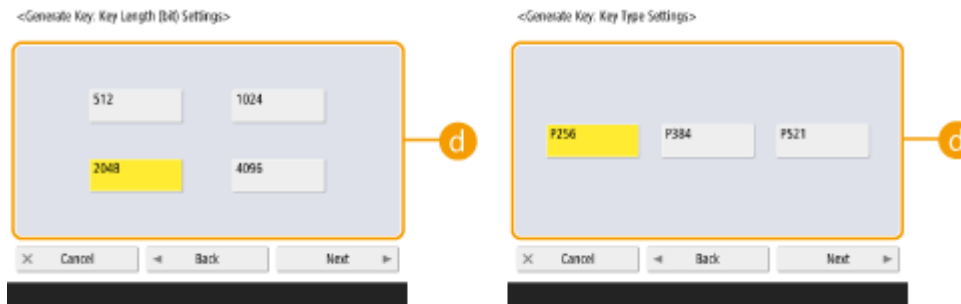 <Generate Key: Key Length (bit) Settings>
512
1024
2048
4096
d
× Cancel
◄ Back
Next ►
<Generate Key: Key Type Settings>
P256
P384
P521
d
× Cancel
◄ Back
Next ►